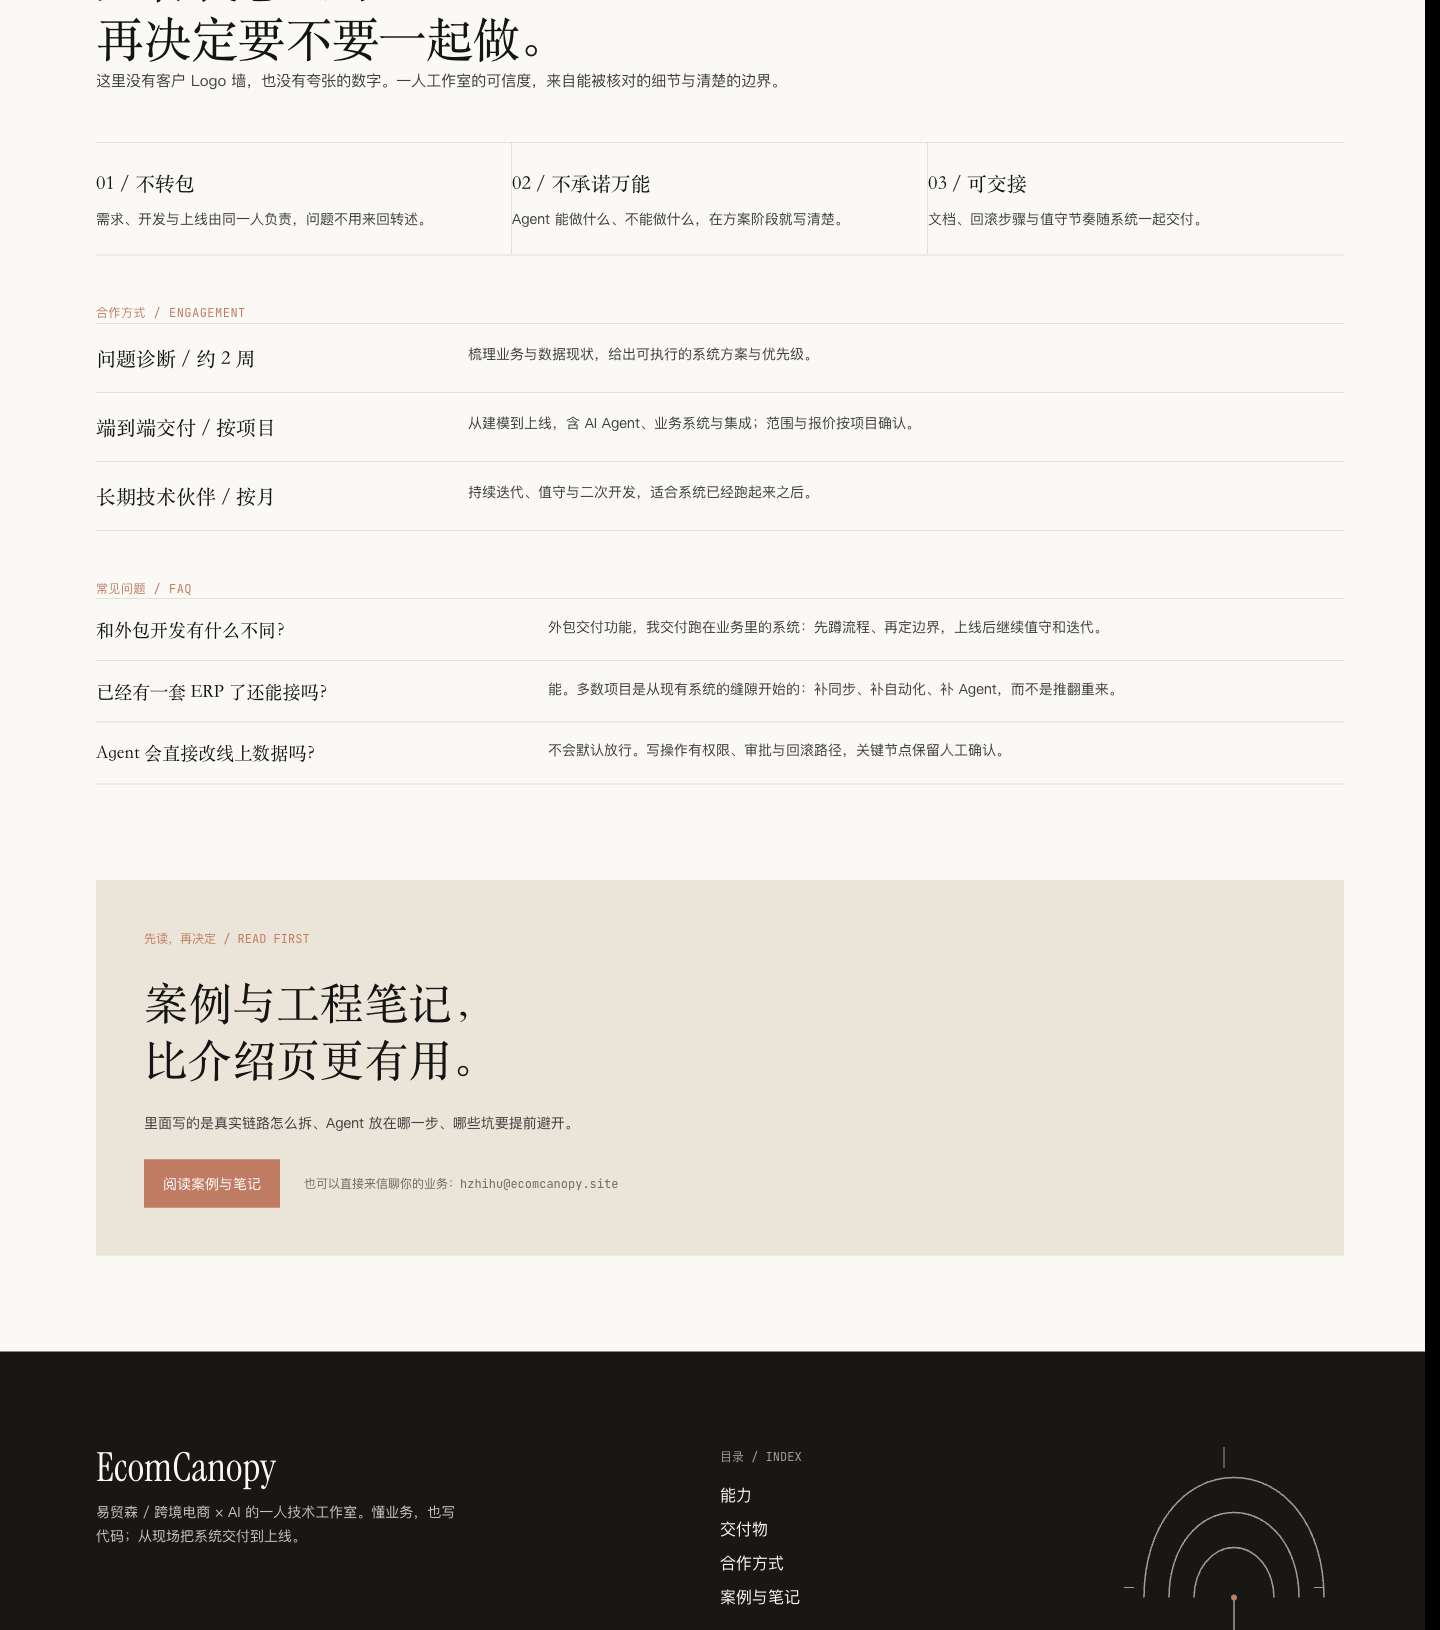 再决定要不要一起做。
这里没有客户 Logo 墙，也没有夸张的数字。一人工作室的可信度，来自能被核对的细节与清楚的边界。
01 / 不转包
需求、开发与上线由同一人负责，问题不用来回转述。
02 / 不承诺万能
Agent 能做什么、不能做什么，在方案阶段就写清楚。
03 / 可交接
文档、回滚步骤与值守节奏随系统一起交付。
合作方式 / ENGAGEMENT
问题诊断 / 约 2 周
梳理业务与数据现状，给出可执行的系统方案与优先级。
端到端交付 / 按项目
从建模到上线，含 AI Agent、业务系统与集成；范围与报价按项目确认。
长期技术伙伴 / 按月
持续迭代、值守与二次开发，适合系统已经跑起来之后。
常见问题 / FAQ
和外包开发有什么不同？
外包交付功能，我交付跑在业务里的系统：先蹲流程、再定边界，上线后继续值守和迭代。
已经有一套 ERP 了还能接吗？
能。多数项目是从现有系统的缝隙开始的：补同步、补自动化、补 Agent，而不是推翻重来。
Agent 会直接改线上数据吗？
不会默认放行。写操作有权限、审批与回滚路径，关键节点保留人工确认。
先读，再决定 / READ FIRST
案例与工程笔记，
比介绍页更有用。
里面写的是真实链路怎么拆、Agent 放在哪一步、哪些坑要提前避开。
阅读案例与笔记
也可以直接来信聊你的业务：hzhihu@ecomcanopy.site
EcomCanopy
易贸森 / 跨境电商 × AI 的一人技术工作室。懂业务，也写
代码；从现场把系统交付到上线。
目录 / INDEX
能力
交付物
合作方式
案例与笔记